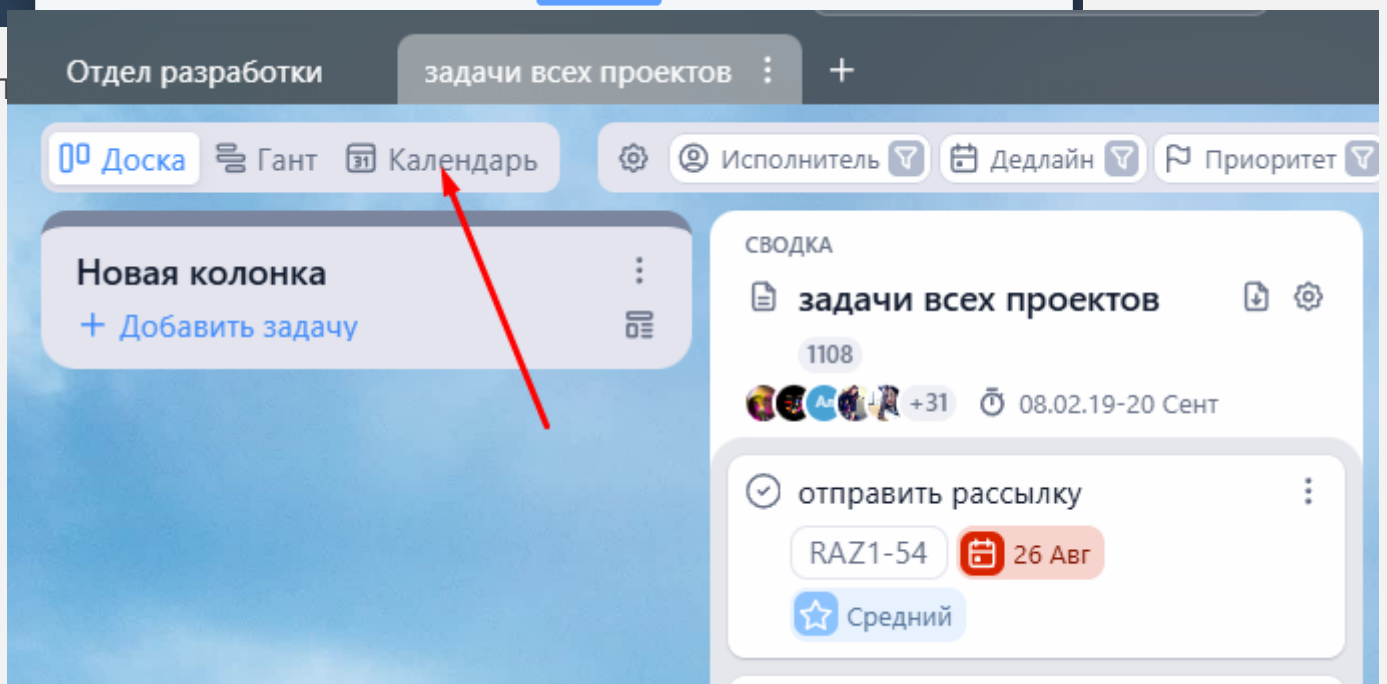 Отдел разработки
задачи всех проектов
Доска
Гант
31
Календарь
Исполнитель
Дедлайн
Приоритет
Новая колонка
+ Добавить задачу
СВОДКА
задачи всех проектов
1108
+31
08.02.19-20 Сент
отправить рассылку
RAZ1-54
26 Авг
Средний